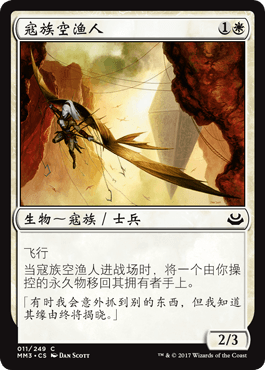 寇族空渔人 1
生物～寇族／士兵
飞行
当寇族空渔人进战场时，将一个由你操
控的永久物移回其拥有者手上。
「有时我会意外抓到别的东西，但我知道
其缘由终将揭晓。」
2/3
011/249 C
MM3 • CS DAN SCOTT
™ & © 2017 Wizards of the Coast